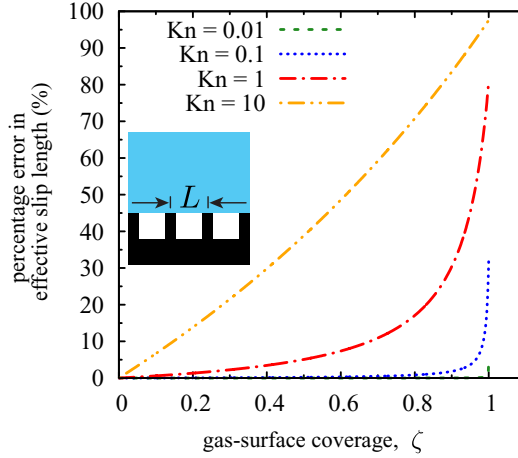 Kn = 0.01
Kn = 0.1
Kn = 1
Kn = 10
percentage error in
effective slip length (%)
100
90
80
70
60
50
40
30
20
10
0
L
0 0.2 0.4 0.6 0.8 1
gas-surface coverage, ζ